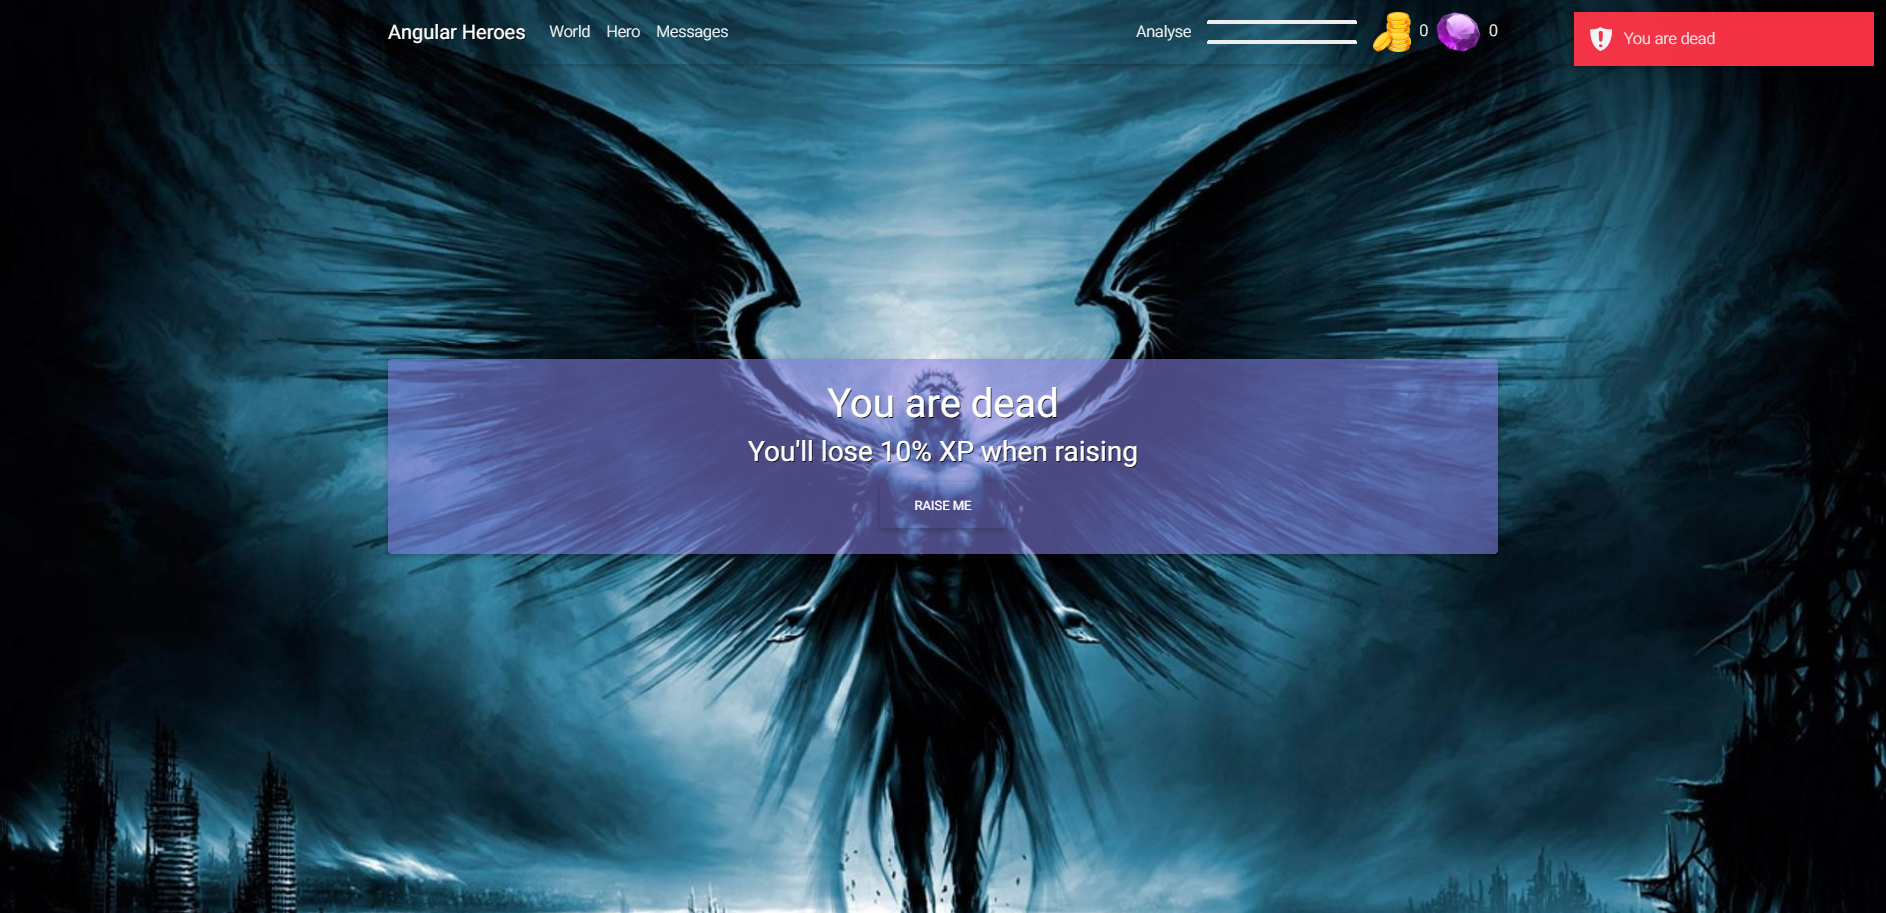 Angular Heroes World Hero Messages Analyse 0 0
You are dead
You are dead
You'll lose 10% XP when raising
RAISE ME